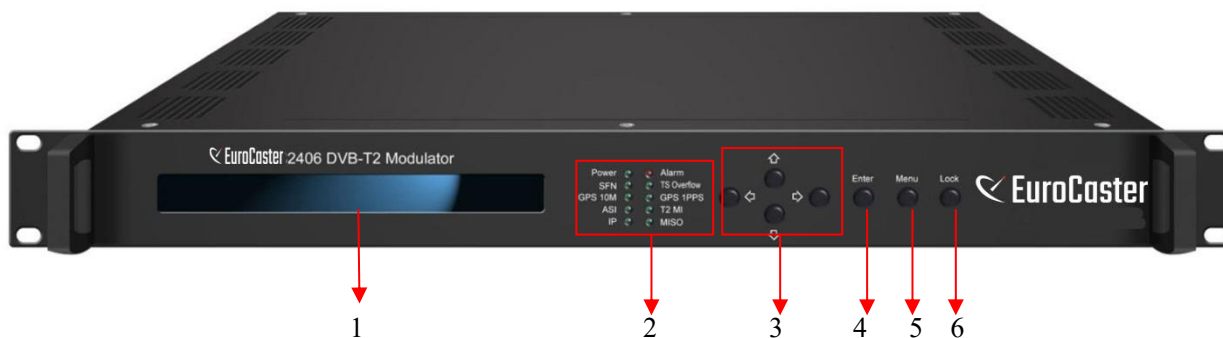 EuroCaster 2406 DVB-T2 Modulator
Power Alarm
SFN TS Overflow
GPS 10M GPS 1PPS
ASI T2 MI
IP MISO
Enter Menu Lock
EuroCaster
1 2 3 4 5 6